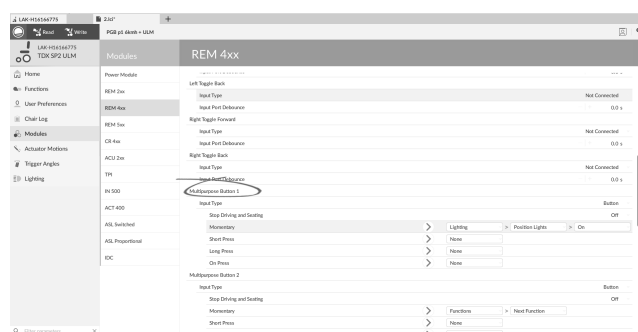 LAK-H16166775
2.lci*
+
Read
Write
PGB p5 6kmh + ULM
LAK-H16166775
TDX SP2 ULM
Modules
REM 4xx
Home
Functions
User Preferences
Chair Log
Modules
Actuator Motions
Trigger Angles
Lighting
Power Module
REM 2xx
REM 4xx
REM 5xx
CR 4xx
ACU 2xx
TPI
IN 500
ACT 400
ASL Switched
ASL Proportional
IDC
Left Toggle Back
Input Type Not Connected
Input Port Debounce 0.0 s
Right Toggle Forward
Input Type Not Connected
Input Port Debounce 0.0 s
Right Toggle Back
Input Type Not Connected
Input Port Debounce 0.0 s
Multipurpose Button 1
Input Type Button
Stop Driving and Seating Off
Momentary > Lighting > Position Lights > On
Short Press > None
Long Press > None
On Press > None
Multipurpose Button 2
Input Type Button
Stop Driving and Seating Off
Momentary > Functions > Next Function
Short Press > None